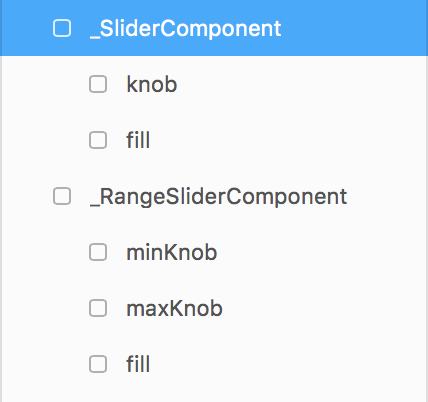 _SliderComponent
knob
fill
_RangeSliderComponent
minKnob
maxKnob
fill